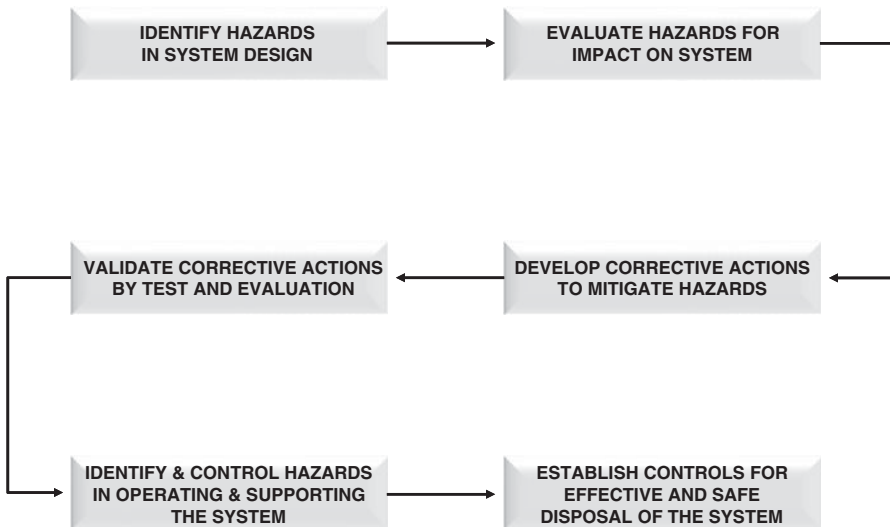 IDENTIFY HAZARDS
IN SYSTEM DESIGN
EVALUATE HAZARDS FOR
IMPACT ON SYSTEM
DEVELOP CORRECTIVE ACTIONS
TO MITIGATE HAZARDS
VALIDATE CORRECTIVE ACTIONS
BY TEST AND EVALUATION
IDENTIFY & CONTROL HAZARDS
IN OPERATING & SUPPORTING
THE SYSTEM
ESTABLISH CONTROLS FOR
EFFECTIVE AND SAFE
DISPOSAL OF THE SYSTEM